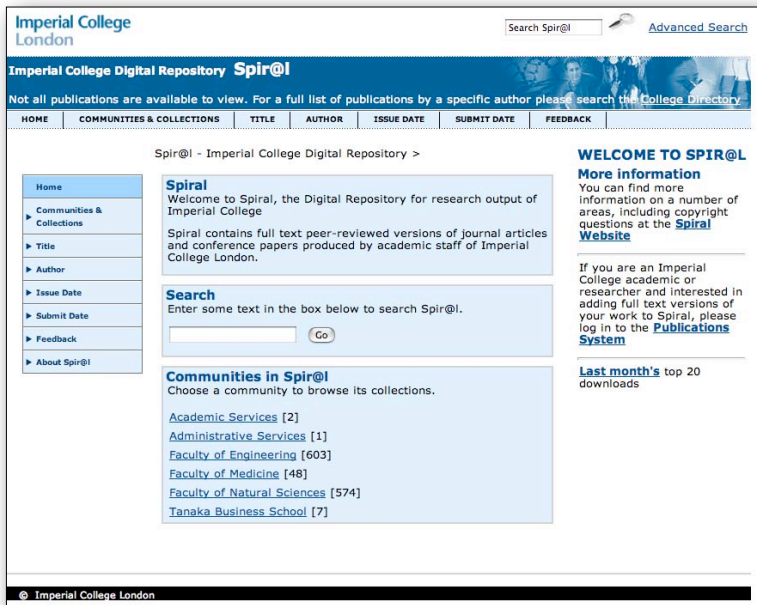 Imperial College
London
Search Spir@l
Advanced Search
Imperial College Digital Repository Spir@l
Not all publications are available to view. For a full list of publications by a specific author please search the College Directory
HOME COMMUNITIES & COLLECTIONS TITLE AUTHOR ISSUE DATE SUBMIT DATE FEEDBACK
Spir@l - Imperial College Digital Repository >
Home
Communities &
Collections
Title
Author
Issue Date
Submit Date
Feedback
About Spir@l
Spiral
Welcome to Spiral, the Digital Repository for research output of
Imperial College
Spiral contains full text peer-reviewed versions of journal articles
and conference papers produced by academic staff of Imperial
College London.
Search
Enter some text in the box below to search Spir@l.
Go
Communities in Spir@l
Choose a community to browse its collections.
Academic Services [2]
Administrative Services [1]
Faculty of Engineering [603]
Faculty of Medicine [48]
Faculty of Natural Sciences [574]
Tanaka Business School [7]
WELCOME TO SPIR@L
More information
You can find more
information on a number of
areas, including copyright
questions at the Spiral
Website
If you are an Imperial
College academic or
researcher and interested in
adding full text versions of
your work to Spiral, please
log in to the Publications
System
Last month's top 20
downloads
© Imperial College London